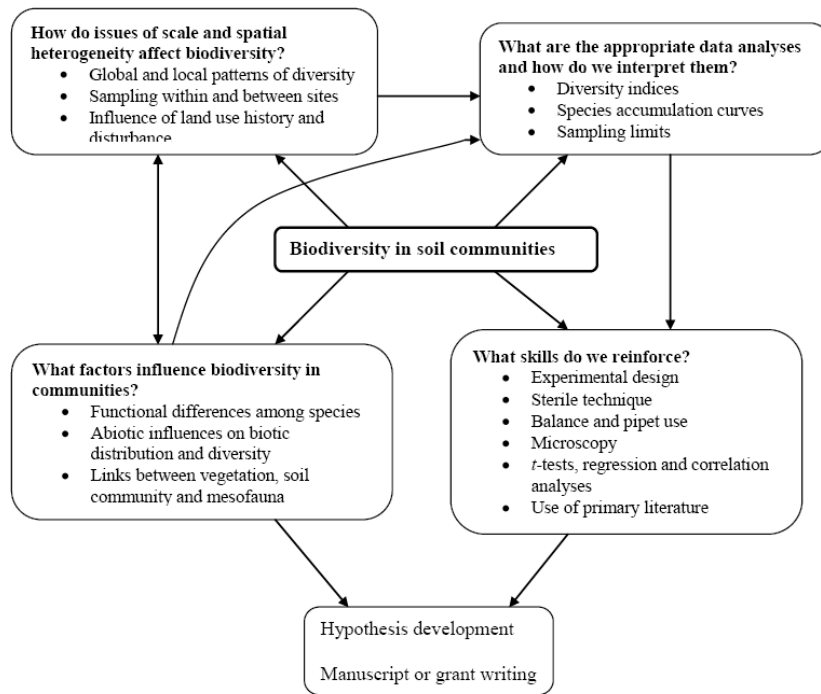 How do issues of scale and spatial
heterogeneity affect biodiversity?
• Global and local patterns of diversity
• Sampling within and between sites
• Influence of land use history and
disturbance
What are the appropriate data analyses
and how do we interpret them?
• Diversity indices
• Species accumulation curves
• Sampling limits
Biodiversity in soil communities
What factors influence biodiversity in
communities?
• Functional differences among species
• Abiotic influences on biotic
distribution and diversity
• Links between vegetation, soil
community and mesofauna
What skills do we reinforce?
• Experimental design
• Sterile technique
• Balance and pipet use
• Microscopy
• t-tests, regression and correlation
analyses
• Use of primary literature
Hypothesis development
Manuscript or grant writing